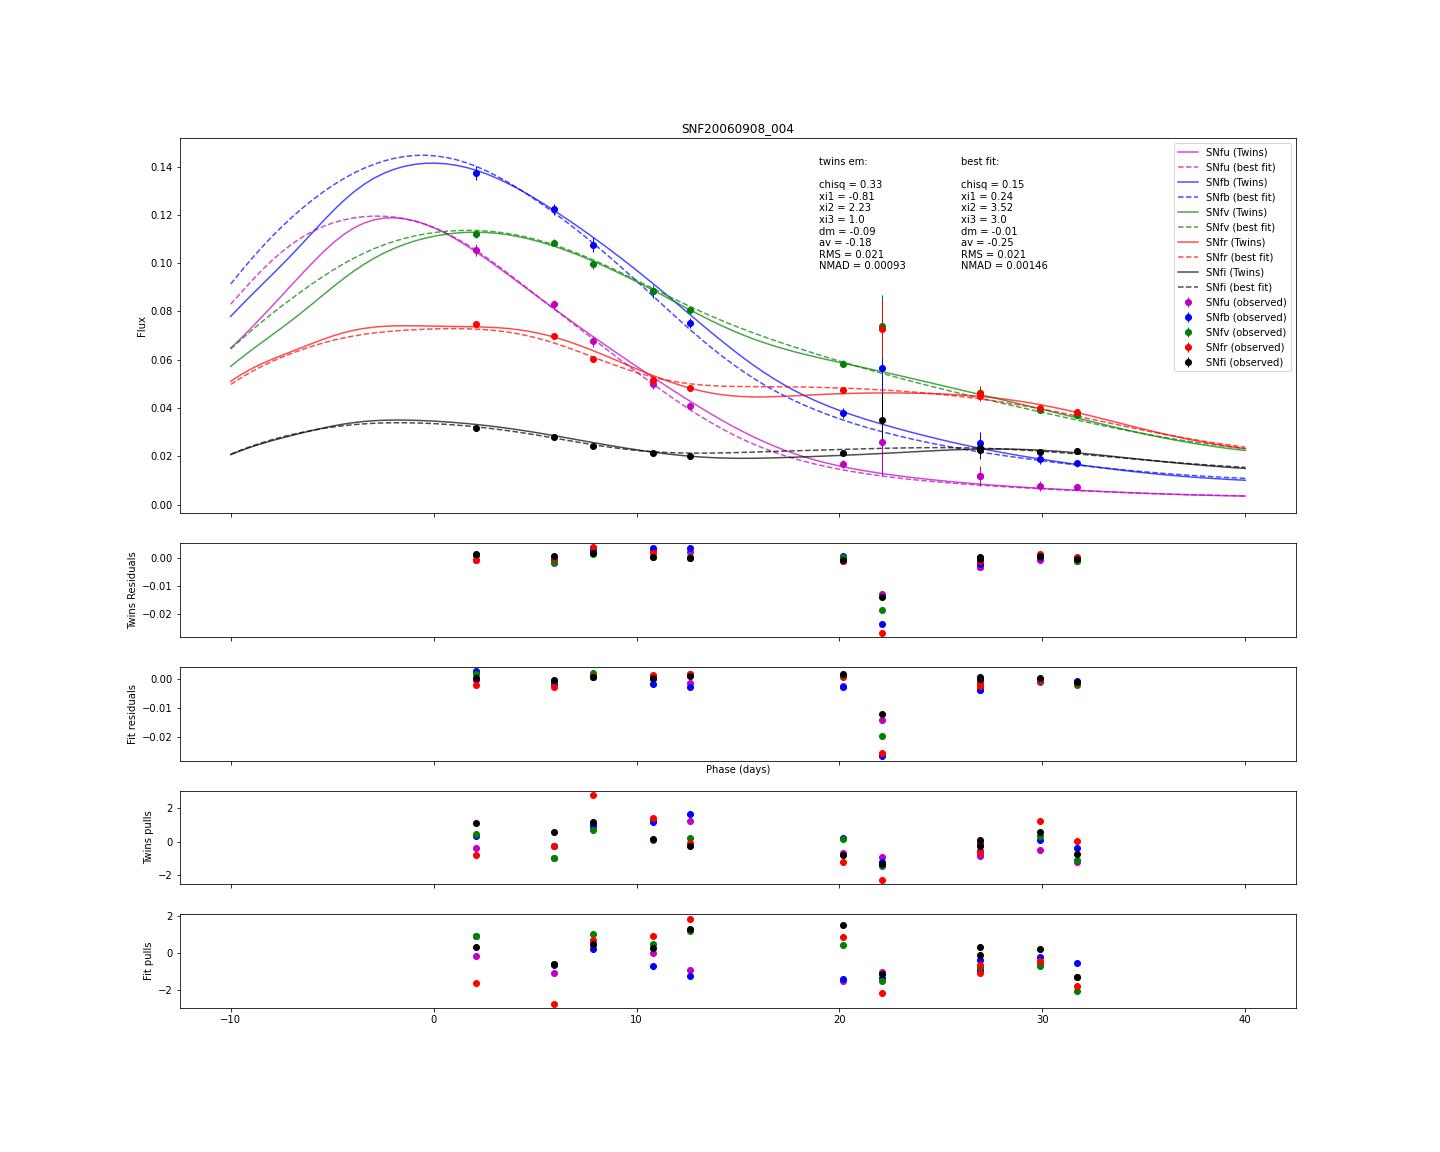 SNF20060908_004
0.14
0.12
0.10
0.08
0.06
0.04
0.02
0.00
Flux
twins em:
chisq = 0.33
xi1 = -0.81
xi2 = 2.23
xi3 = 1.0
dm = -0.09
av = -0.18
RMS = 0.021
NMAD = 0.00093
best fit:
chisq = 0.15
xi1 = 0.24
xi2 = 3.52
xi3 = 3.0
dm = -0.01
av = -0.25
RMS = 0.021
NMAD = 0.00146
SNfu (Twins)
SNfu (best fit)
SNfb (Twins)
SNfb (best fit)
SNfv (Twins)
SNfv (best fit)
SNfr (Twins)
SNfr (best fit)
SNfi (Twins)
SNfi (best fit)
SNfu (observed)
SNfb (observed)
SNfv (observed)
SNfr (observed)
SNfi (observed)
0.00
−0.01
−0.02
Twins Residuals
0.00
−0.01
−0.02
Fit residuals
Phase (days)
2
0
−2
Twins pulls
2
0
−2
Fit pulls
−10
0
10
20
30
40